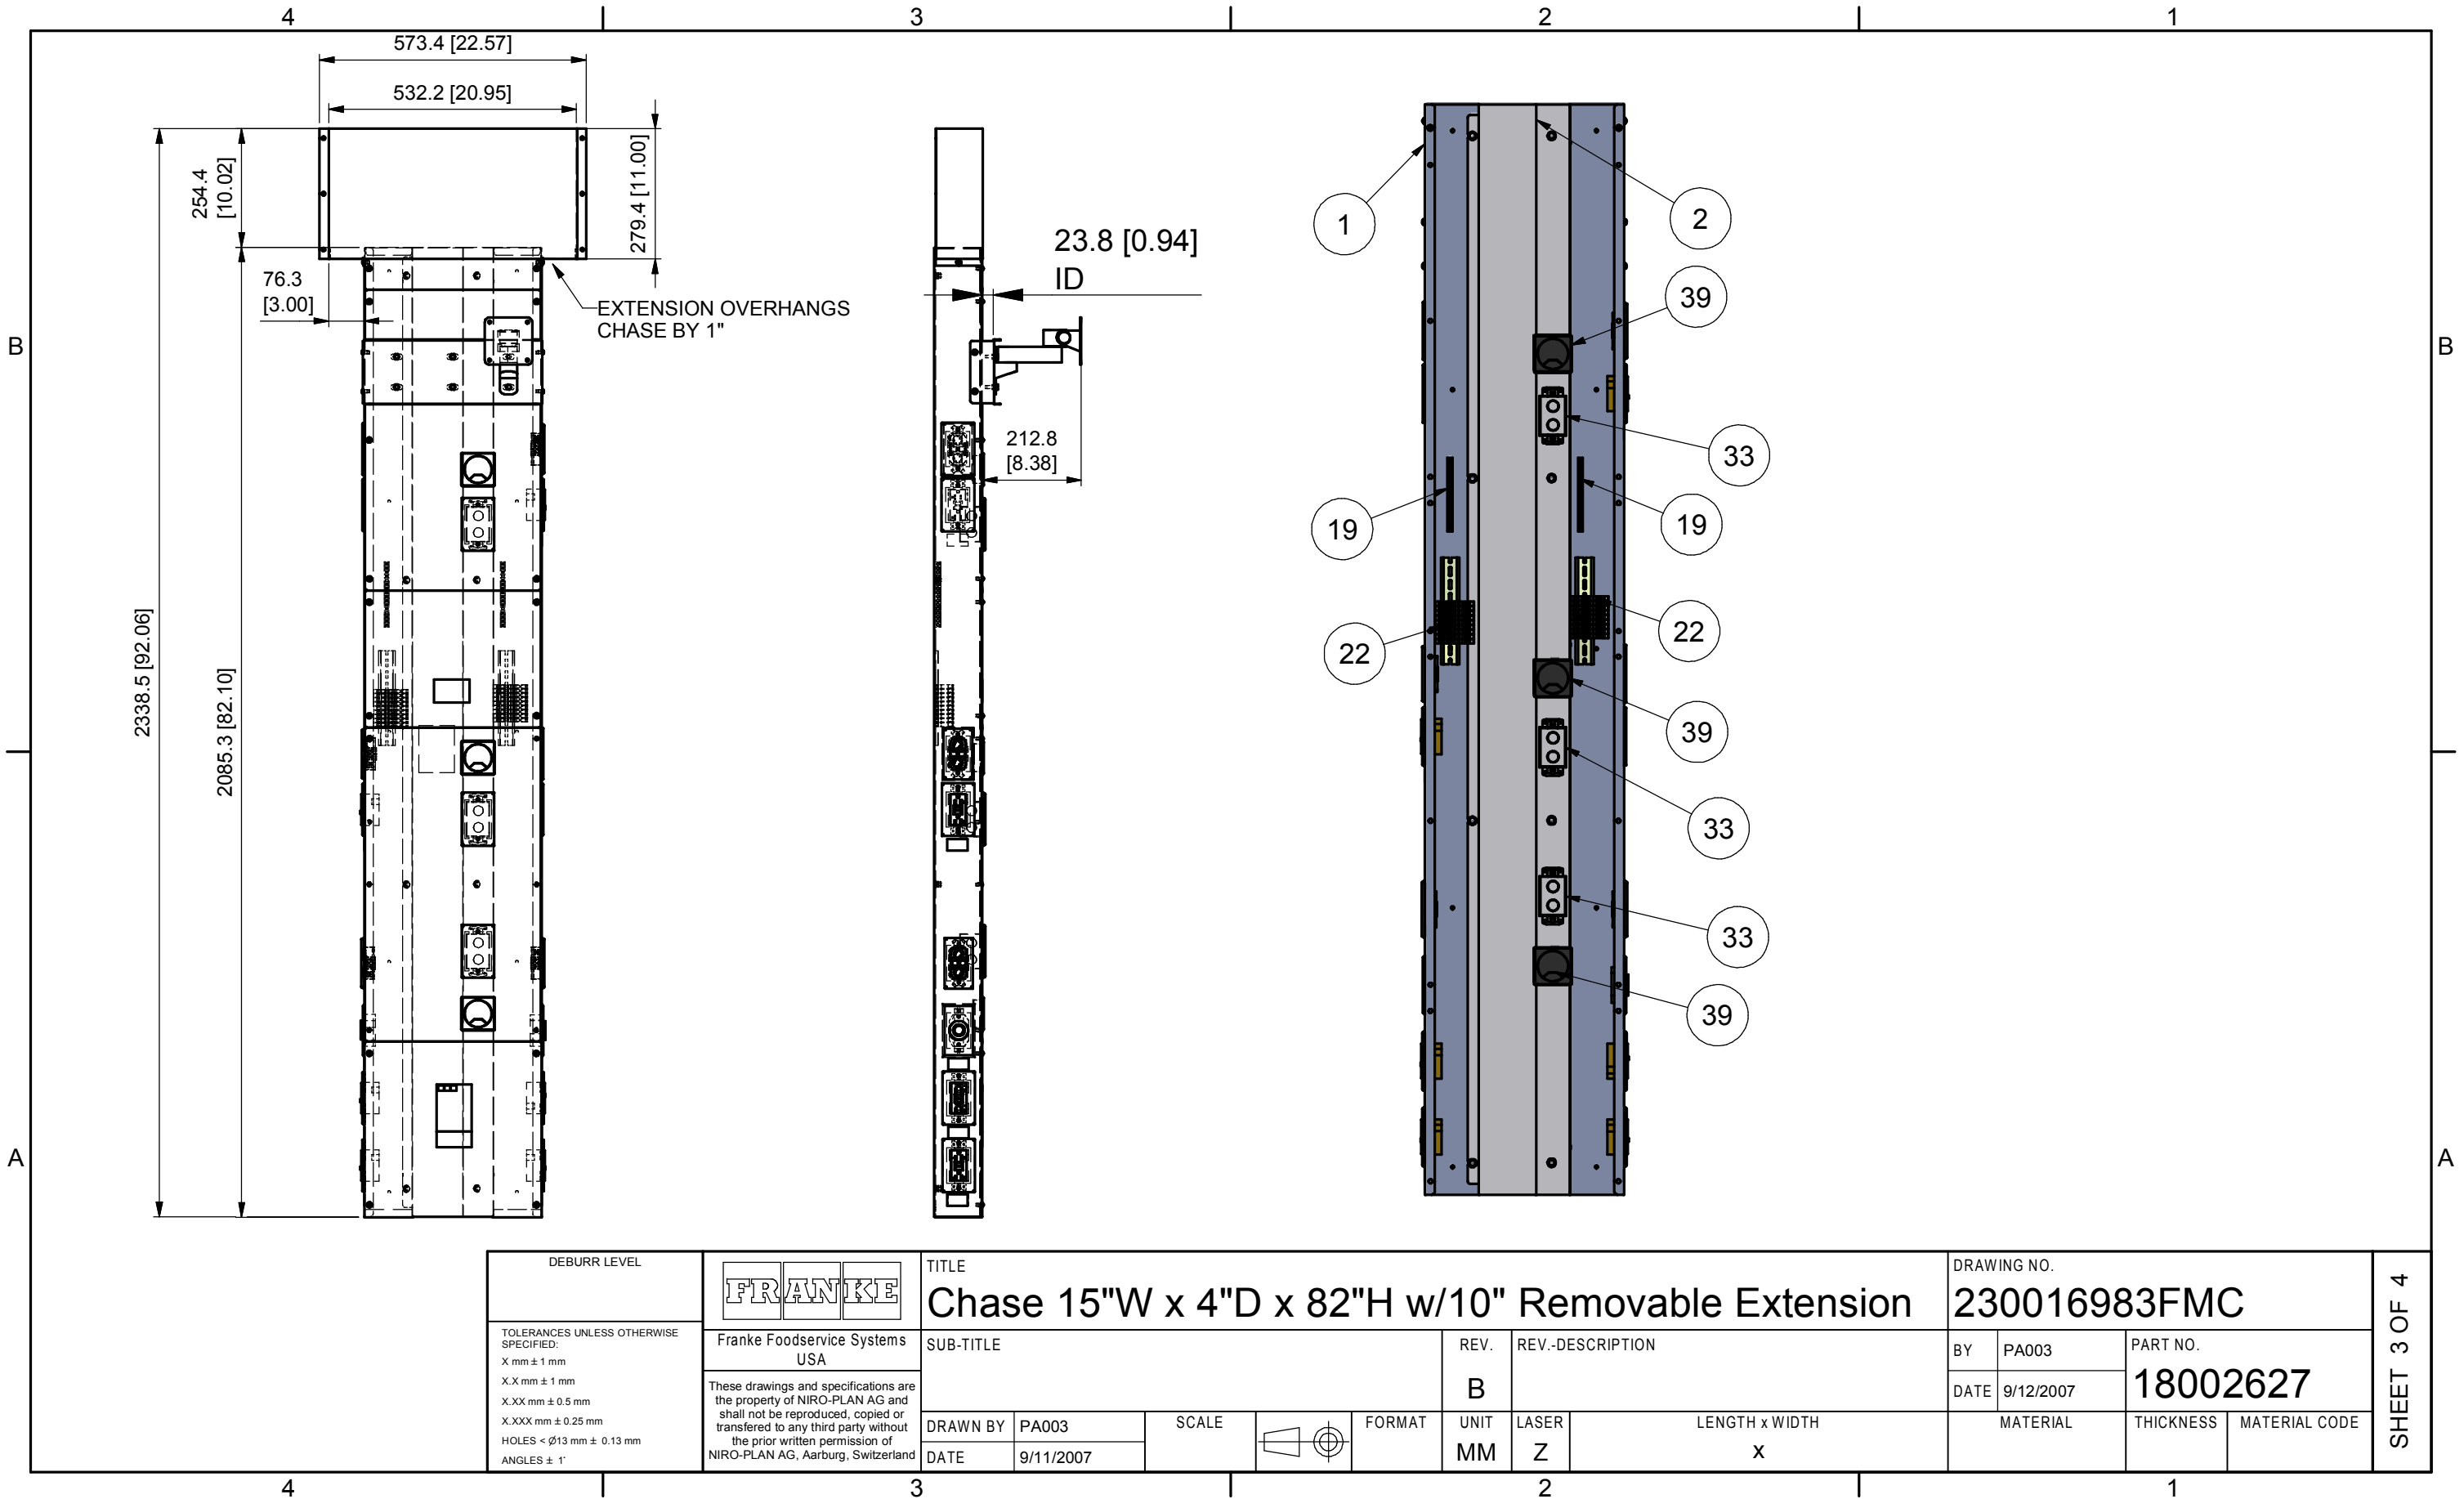 4 3 2 1
573.4 [22.57]
532.2 [20.95]
254.4
[10.02]
279.4 [11.00]
76.3
[3.00]
EXTENSION OVERHANGS
CHASE BY 1"
2338.5 [92.06]
2085.3 [82.10]
23.8 [0.94]
ID
212.8
[8.38]
1
2
39
33
19
19
22
22
39
33
33
39
B
B
A
A
DEBURR LEVEL
TOLERANCES UNLESS OTHERWISE
SPECIFIED:
X mm ± 1 mm
X.X mm ± 1 mm
X.XX mm ± 0.5 mm
X.XXX mm ± 0.25 mm
HOLES < Ø13 mm ± 0.13 mm
ANGLES ± 1°
FRANKE
Franke Foodservice Systems
USA
These drawings and specifications are
the property of NIRO-PLAN AG and
shall not be reproduced, copied or
transfered to any third party without
the prior written permission of
NIRO-PLAN AG, Aarburg, Switzerland
TITLE
Chase 15"W x 4"D x 82"H w/10" Removable Extension
SUB-TITLE
REV.
B
REV.-DESCRIPTION
DRAWING NO.
230016983FMC
BY PA003
DATE 9/12/2007
PART NO.
18002627
DRAWN BY PA003
DATE 9/11/2007
SCALE
FORMAT
UNIT
MM
LASER
Z
LENGTH x WIDTH
x
MATERIAL
THICKNESS
MATERIAL CODE
SHEET 3 OF 4
4 3 2 1